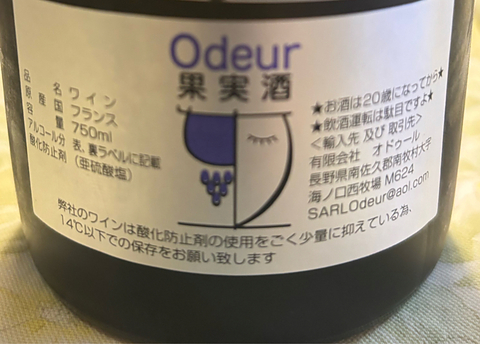 Odeur
果実酒
品名 ワイン
原産国 フランス
容量 750ml
アルコール分 表、裏ラベルに記載
酸化防止剤 (亜硫酸塩)
★お酒は20歳になってから★
★飲酒運転は駄目ですよ★
<輸入先 及び 取引先>
有限会社 オドゥール
長野県南佐久郡南牧村大字
海ノ口西牧場 M624
SARLOdeur@aol.com
弊社のワインは酸化防止剤の使用をごく少量に抑えている為、
14℃以下での保存をお願い致します